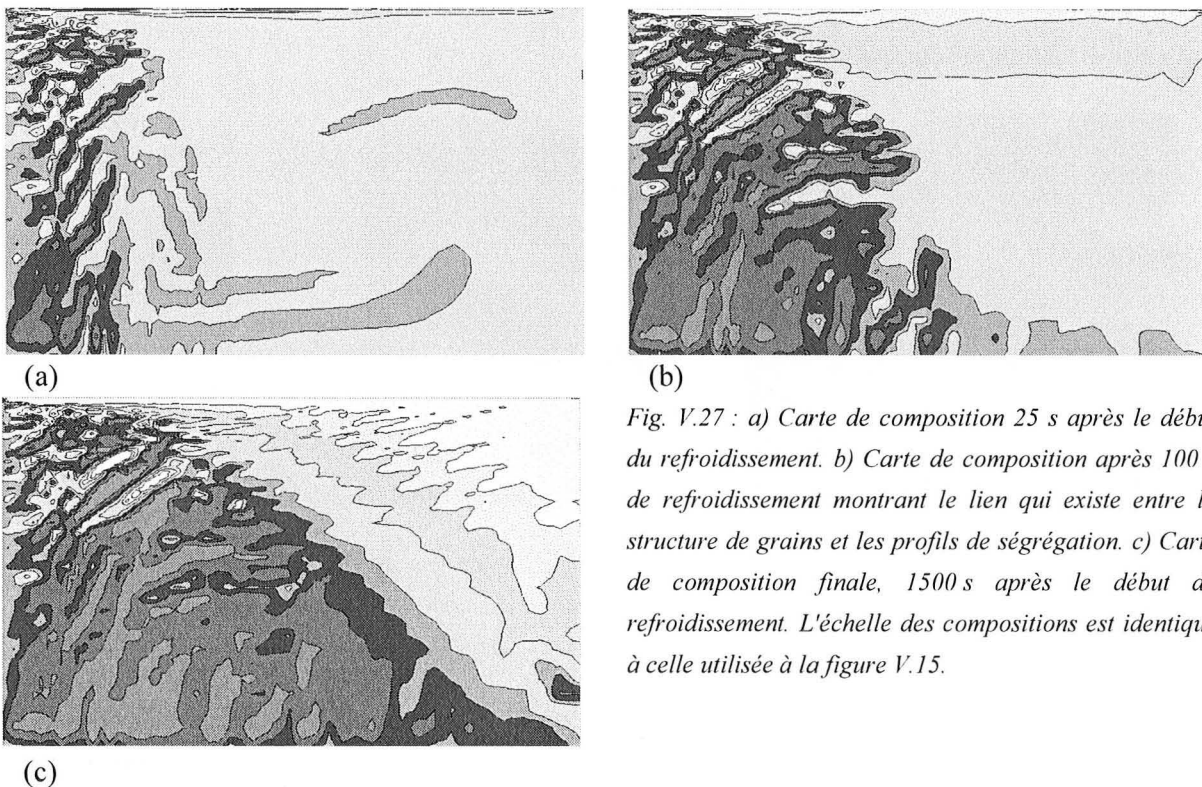 (a)
(b)
Fig. V.27 : a) Carte de composition 25 s après le débu
du refroidissement. b) Carte de composition après 100
de refroidissement montrant le lien qui existe entre l
structure de grains et les profils de ségrégation. c) Cart
de composition finale, 1500 s après le début d
refroidissement. L'échelle des compositions est identiqu
à celle utilisée à la figure V.15.
(c)